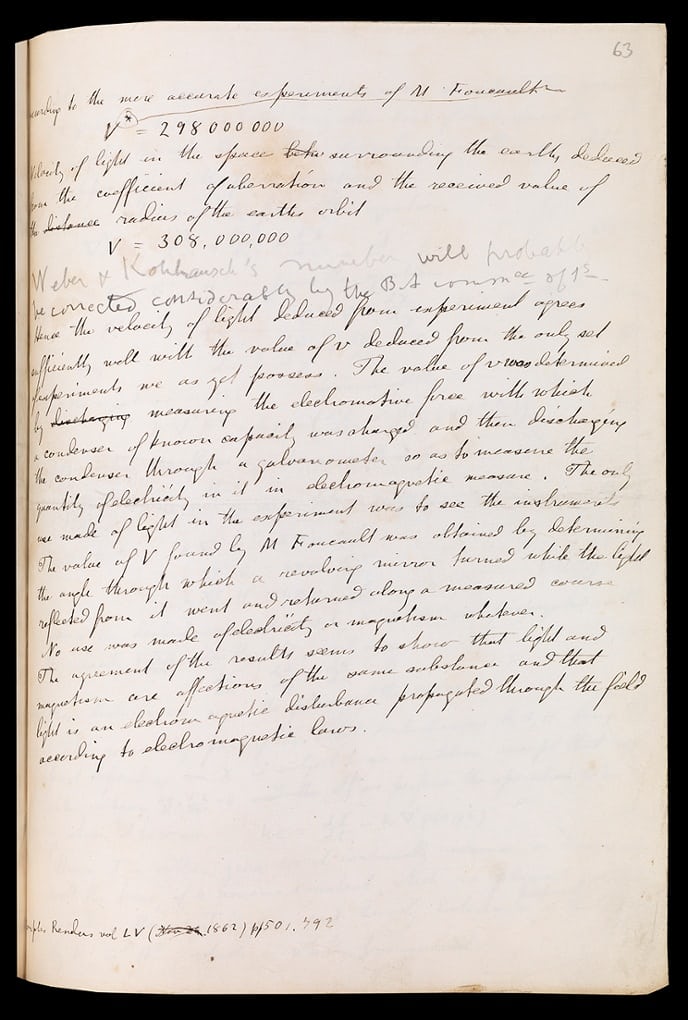 63
according to the more accurate experiments of M Foucault
V* = 298000000
Velocity of light in the space betw surrounding the earth deduced
from the coefficient of aberration and the received value of
the distance radius of the earths orbit
V = 308,000,000
Weber & Kohlrausch's number will probably
be corrected considerably by the BA commee of 1s
Hence the velocity of light deduced from experiment agrees
sufficiently well with the value of v deduced from the only set
experiments we as yet possess. The value of v was determined
by discharging measuring the electromotive force with which
a condenser of known capacity was charged and then discharging
the condenser through a galvanometer so as to measure the
quantity of electricity in it in electromagnetic measure. The only
use made of light in the experiment was to see the instruments
The value of V found by M Foucault was obtained by determining
the angle through which a revolving mirror turned while the light
reflected from it went and returned along a measured course
No use was made of electricity or magnetism whatever.
The agreement of the results seems to show that light and
magnetism are affections of the same substance and that
light is an electromagnetic disturbance propagated through the field
according to electromagnetic laws.
Comptes Rendus vol LV (1862) pp 501, 792